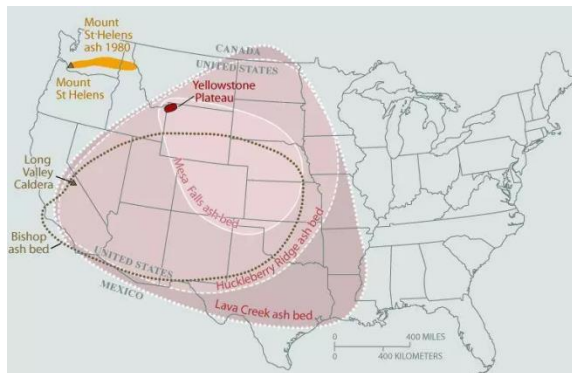 Mount
St Helens
ash 1980
CANADA
UNITED STATES
Mount
St Helens
Yellowstone
Plateau
Long
Valley
Caldera
Mesa Falls ash bed
Bishop
ash bed
UNITED STATES
MEXICO
Huckleberry Ridge ash bed
Lava Creek ash bed
0 400 MILES
0 400 KILOMETERS